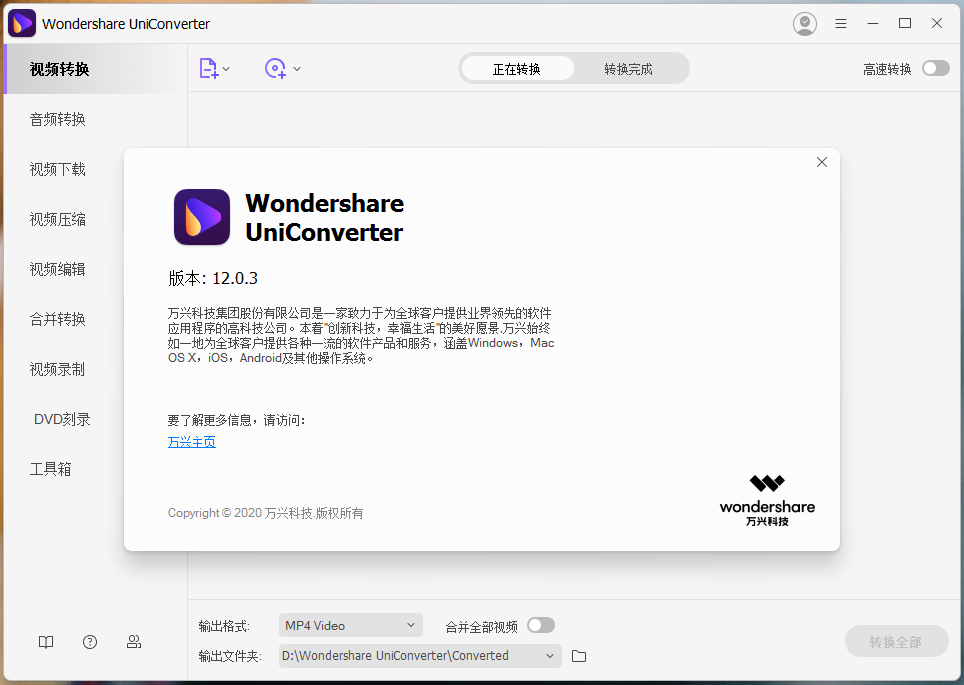 Wondershare UniConverter
视频转换
正在转换
转换完成
高速转换
音频转换
视频下载
视频压缩
视频编辑
合并转换
视频录制
DVD刻录
工具箱
Wondershare
UniConverter
版本: 12.0.3
万兴科技集团股份有限公司是一家致力于为全球客户提供业界领先的软件
应用程序的高科技公司。本着"创新科技，幸福生活"的美好愿景.万兴始终
如一地为全球客户提供各种一流的软件产品和服务，涵盖Windows，Mac
OS X，iOS，Android及其他操作系统。
要了解更多信息，请访问：
万兴主页
Copyright © 2020 万兴科技.版权所有
wondershare
万兴科技
输出格式:
MP4 Video
合并全部视频
输出文件夹:
D:\Wondershare UniConverter\Converted
转换全部